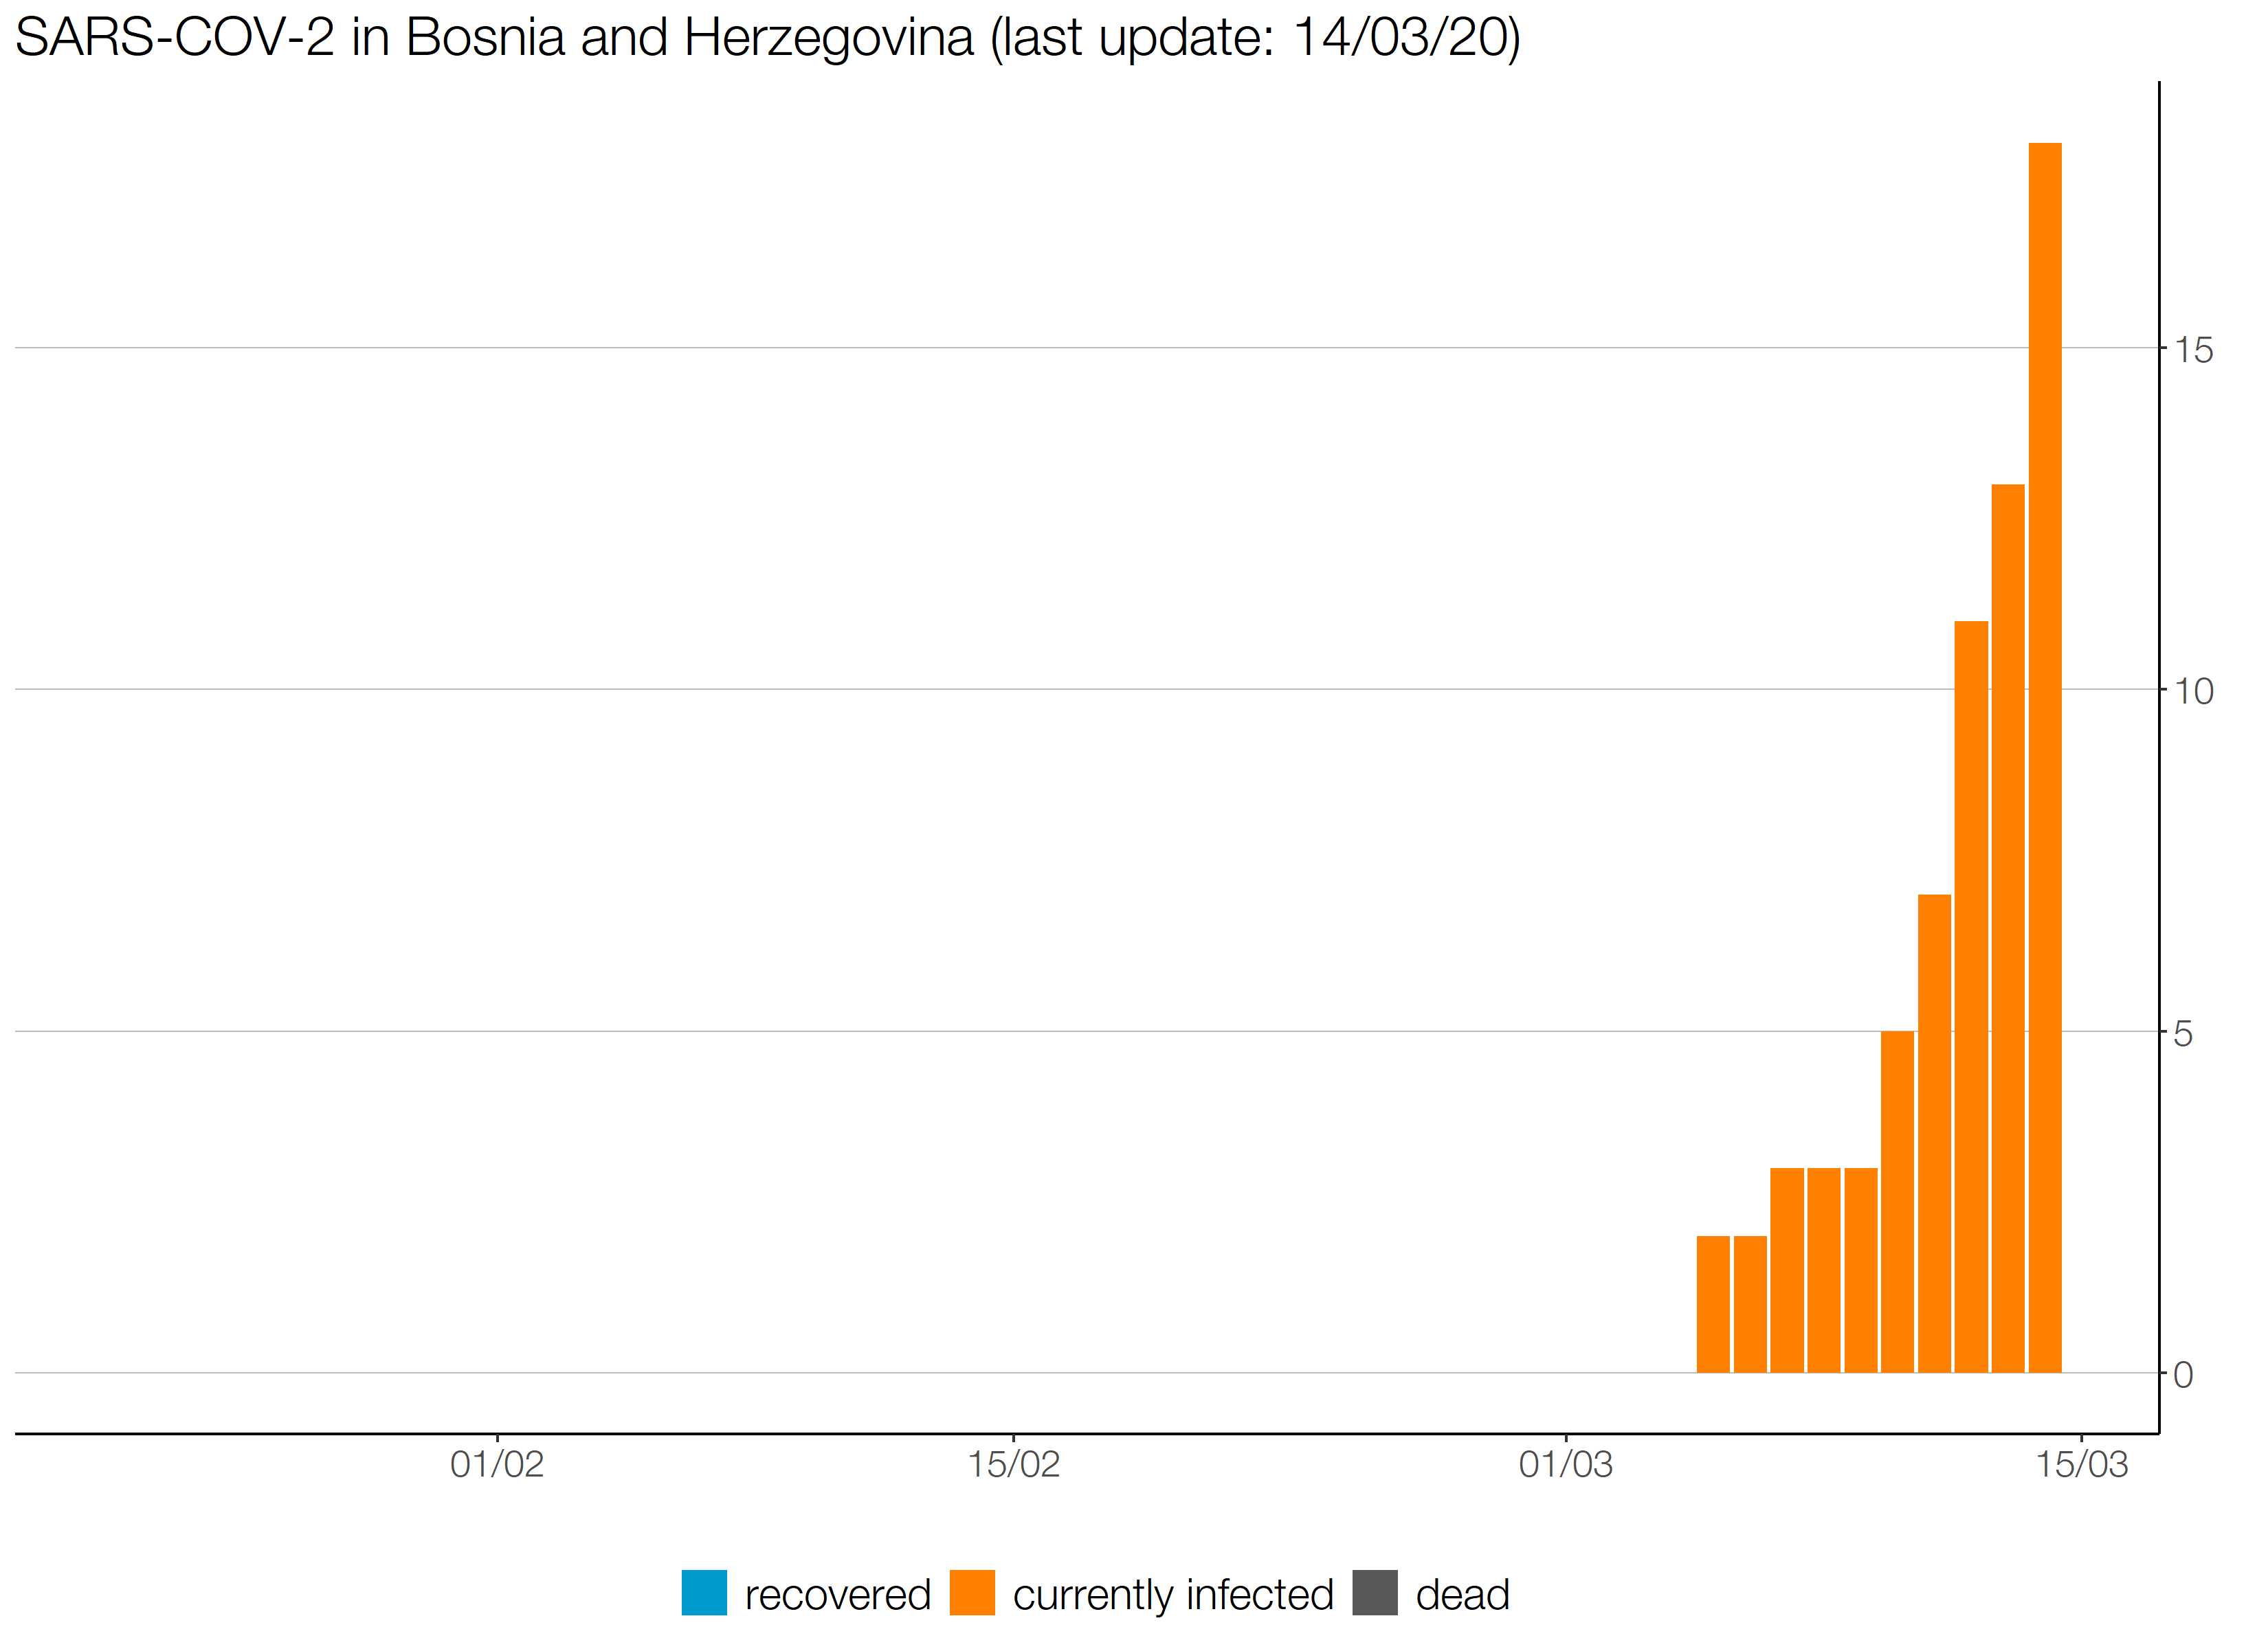 SARS-COV-2 in Bosnia and Herzegovina (last update: 14/03/20)
15
10
5
0
01/02 15/02 01/03 15/03
recovered currently infected dead